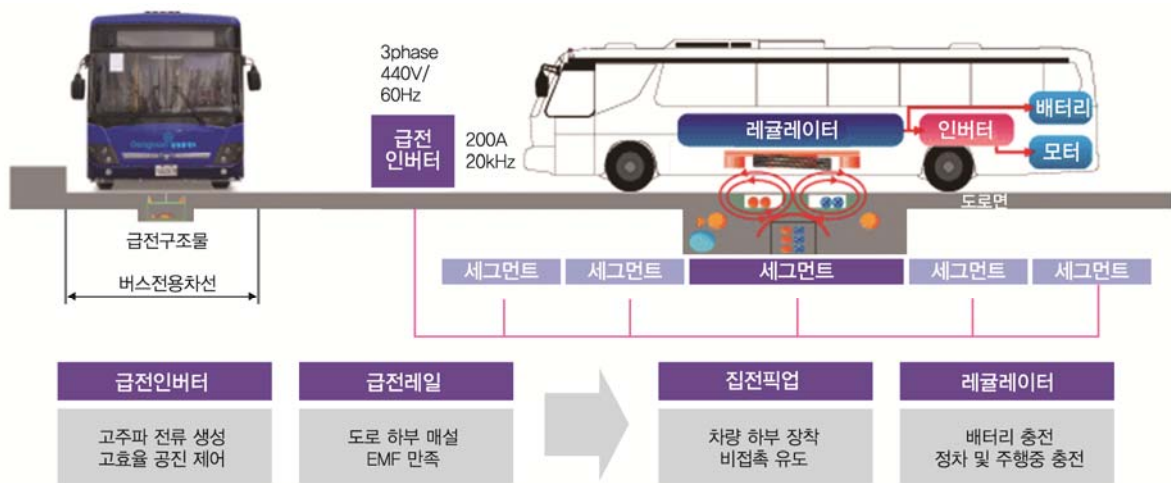 3phase
440V/
60Hz
급전
인버터
200A
20kHz
레귤레이터
인버터
배터리
모터
도로면
급전구조물
버스전용차선
세그먼트
세그먼트
세그먼트
세그먼트
세그먼트
급전인버터
고주파 전류 생성
고효율 공진 제어
급전레일
도로 하부 매설
EMF 만족
집전픽업
차량 하부 장착
비접촉 유도
레귤레이터
배터리 충전
정차 및 주행중 충전